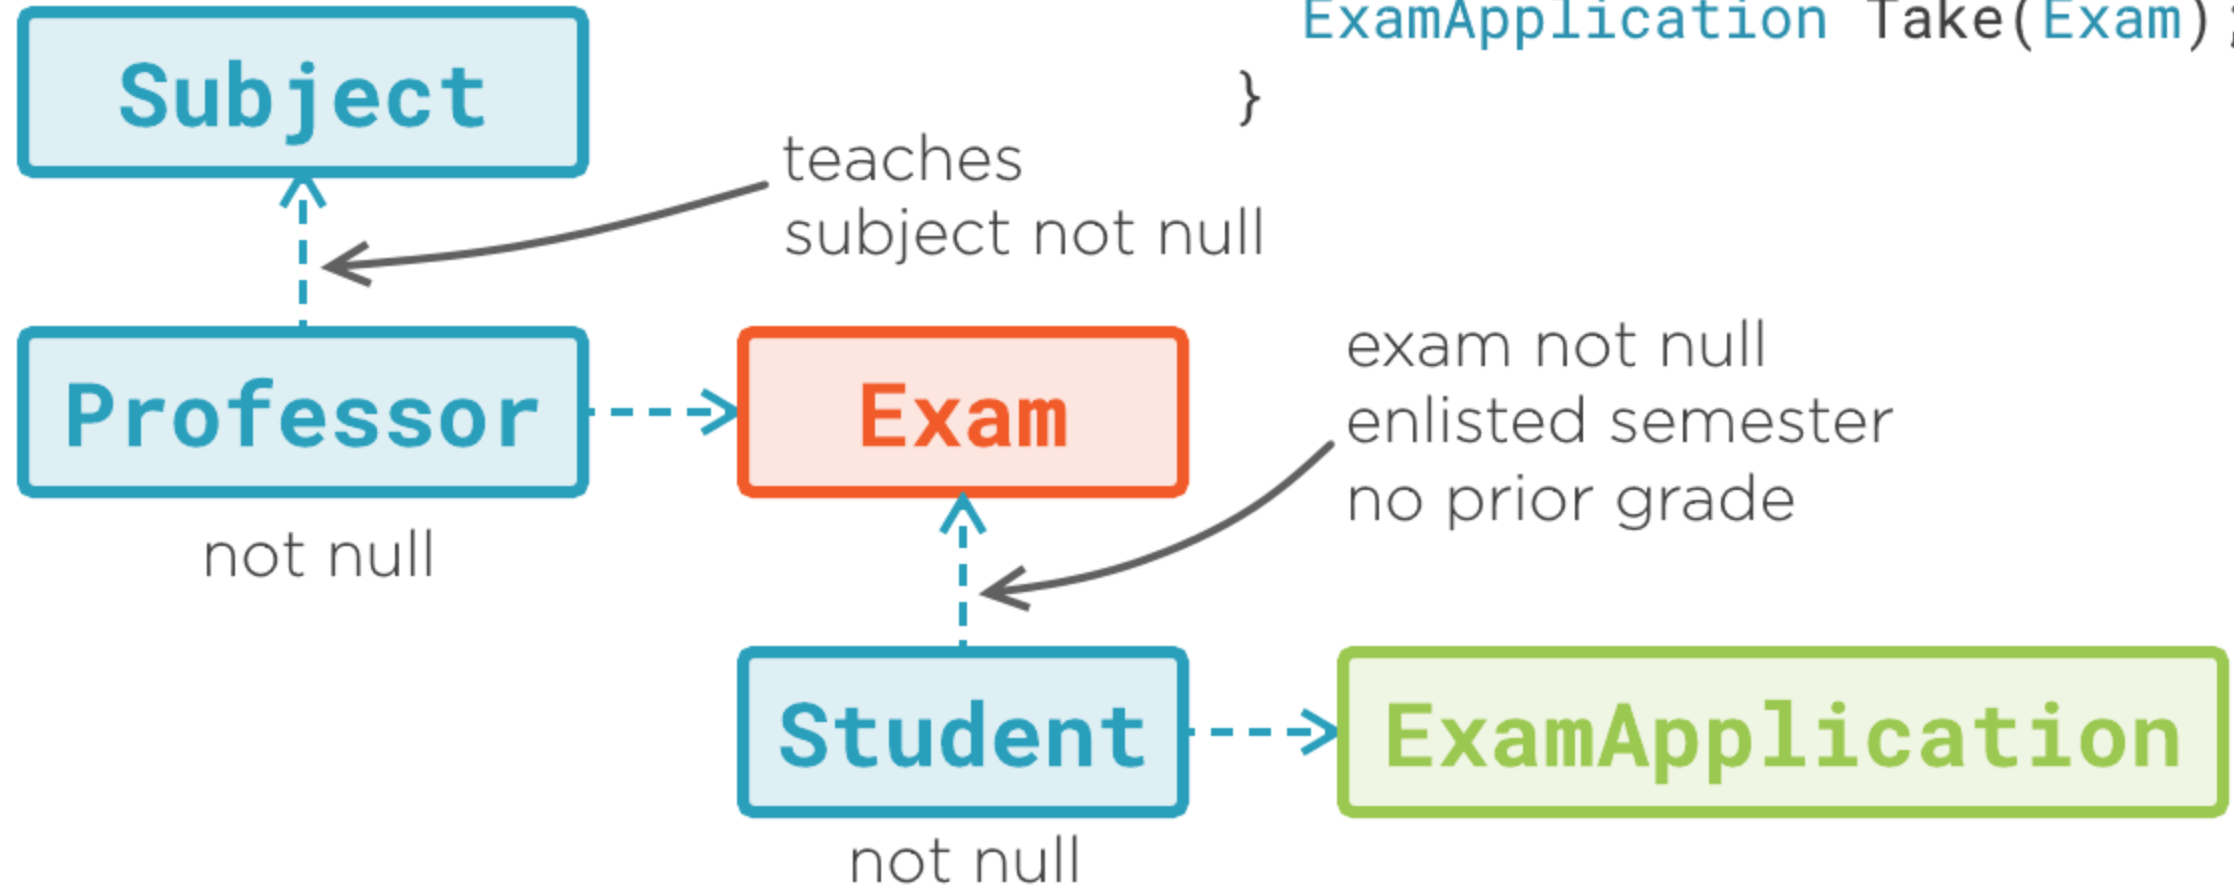 ExamApplication Take(Exam);
}
Subject
teaches
subject not null
Professor
not null
Exam
exam not null
enlisted semester
no prior grade
Student
not null
ExamApplication